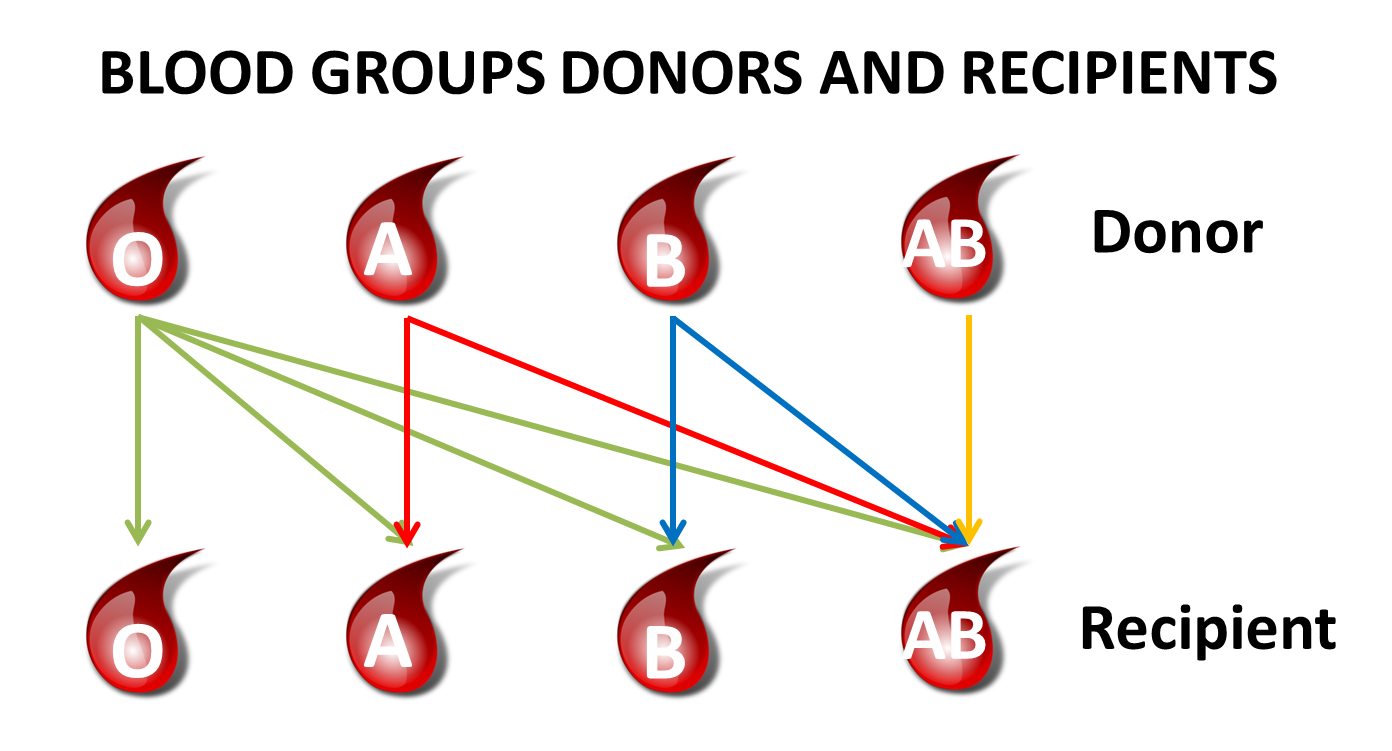 BLOOD GROUPS DONORS AND RECIPIENTS
O A B AB Donor
O A B AB Recipient